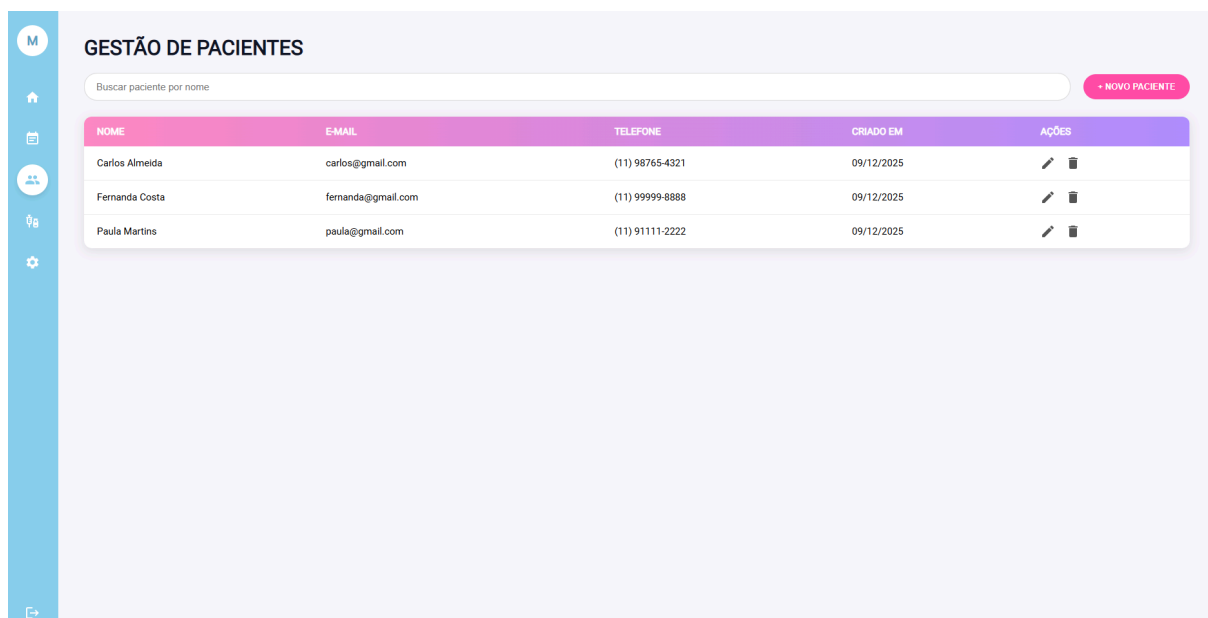 M
GESTÃO DE PACIENTES
Buscar paciente por nome
+ NOVO PACIENTE
NOME E-MAIL TELEFONE CRIADO EM AÇÕES
Carlos Almeida carlos@gmail.com (11) 98765-4321 09/12/2025
Fernanda Costa fernanda@gmail.com (11) 99999-8888 09/12/2025
Paula Martins paula@gmail.com (11) 91111-2222 09/12/2025